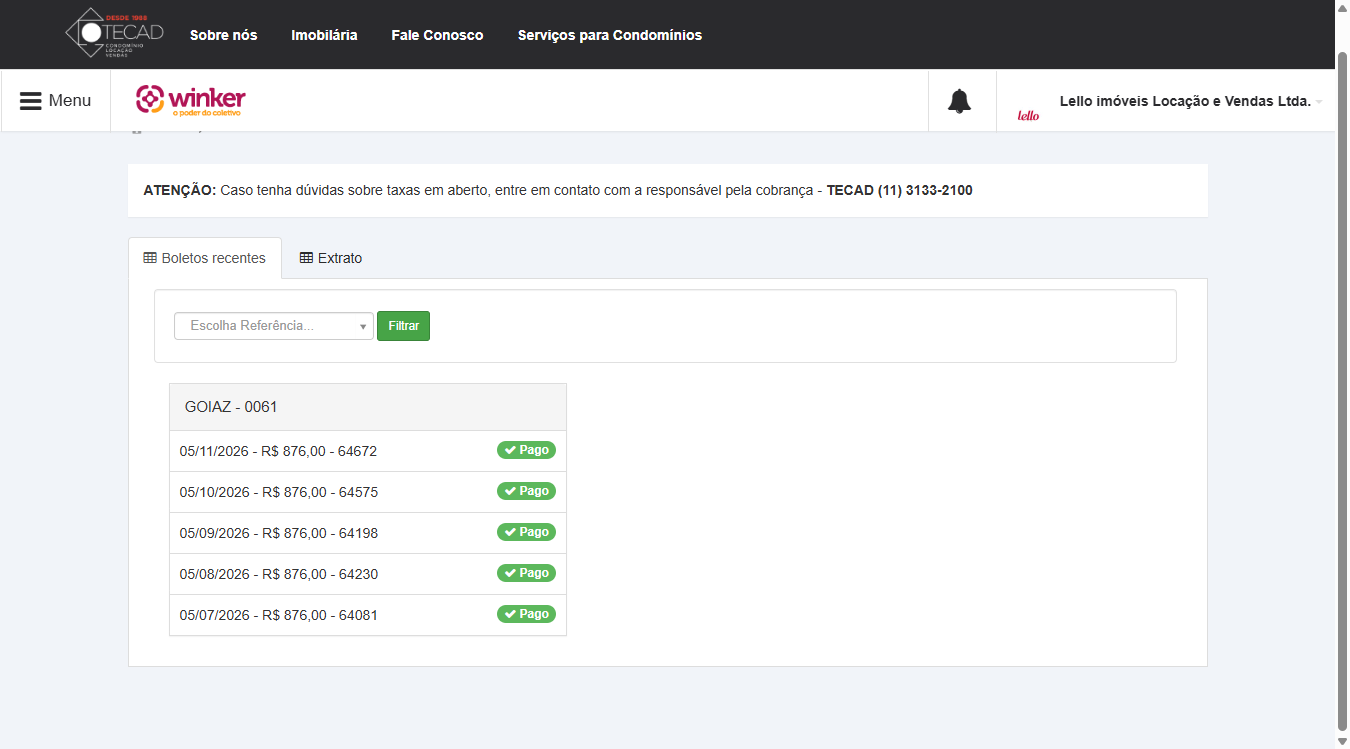 DESDE 1988
TECAD
CONDOMÍNIO
LOCAÇÃO
VENDAS
Sobre nós
Imobilária
Fale Conosco
Serviços para Condomínios
Menu
winker
o poder do coletivo
lello
Lello imóveis Locação e Vendas Ltda.
ATENÇÃO: Caso tenha dúvidas sobre taxas em aberto, entre em contato com a responsável pela cobrança - TECAD (11) 3133-2100
Boletos recentes
Extrato
Escolha Referência...
Filtrar
GOIAZ - 0061
05/11/2026 - R$ 876,00 - 64672 Pago
05/10/2026 - R$ 876,00 - 64575 Pago
05/09/2026 - R$ 876,00 - 64198 Pago
05/08/2026 - R$ 876,00 - 64230 Pago
05/07/2026 - R$ 876,00 - 64081 Pago